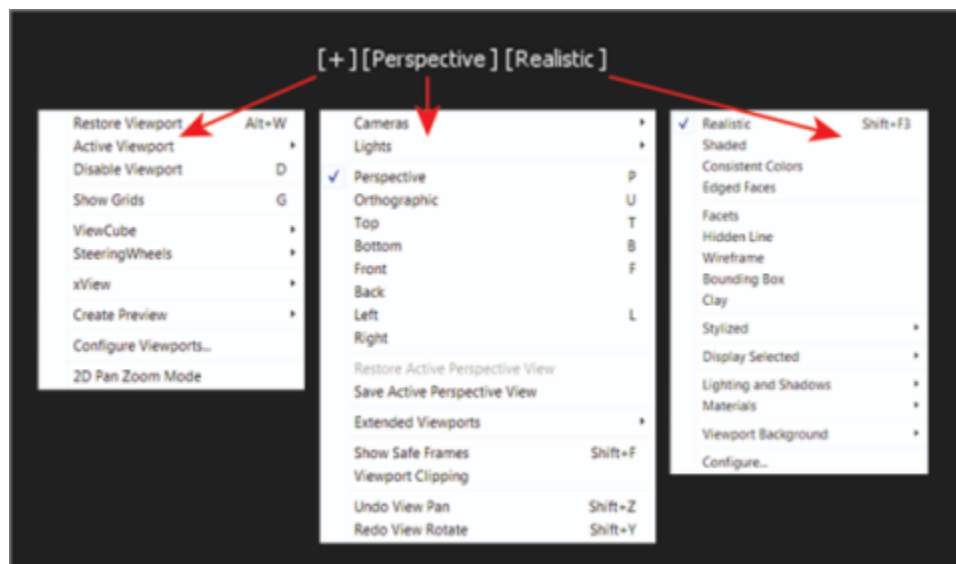 [+] [Perspective] [Realistic]
Restore Viewport Alt+W
Active Viewport
Disable Viewport D
Show Grids G
ViewCube
SteeringWheels
xView
Create Preview
Configure Viewports...
2D Pan Zoom Mode
Cameras
Lights
Perspective P
Orthographic U
Top T
Bottom B
Front F
Back
Left L
Right
Restore Active Perspective View
Save Active Perspective View
Extended Viewports
Show Safe Frames Shift+F
Viewport Clipping
Undo View Pan Shift+Z
Redo View Rotate Shift+Y
Realistic Shift+F3
Shaded
Consistent Colors
Edged Faces
Facets
Hidden Line
Wireframe
Bounding Box
Clay
Stylized
Display Selected
Lighting and Shadows
Materials
Viewport Background
Configure...